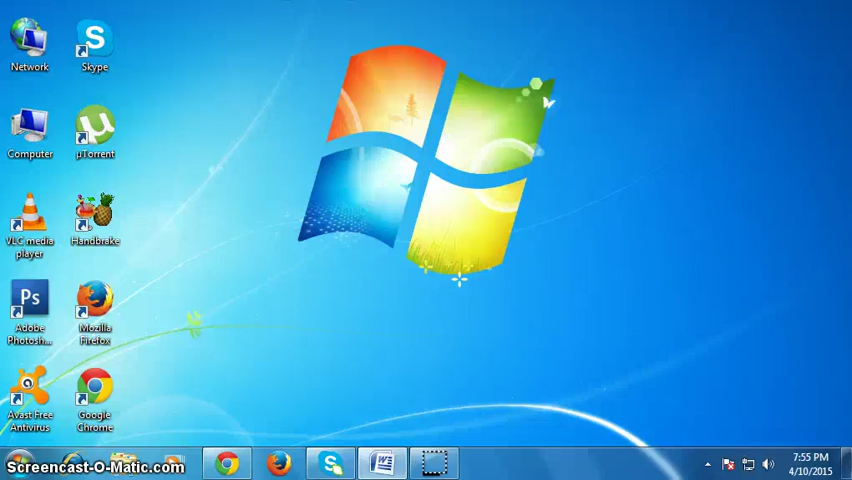 Network
Skype
Computer
µTorrent
VLC media
player
Handbrake
Ps
Adobe
Photosh...
Mozilla
Firefox
Avast Free
Antivirus
Google
Chrome
Screencast-O-Matic.com
7:55 PM
4/10/2015